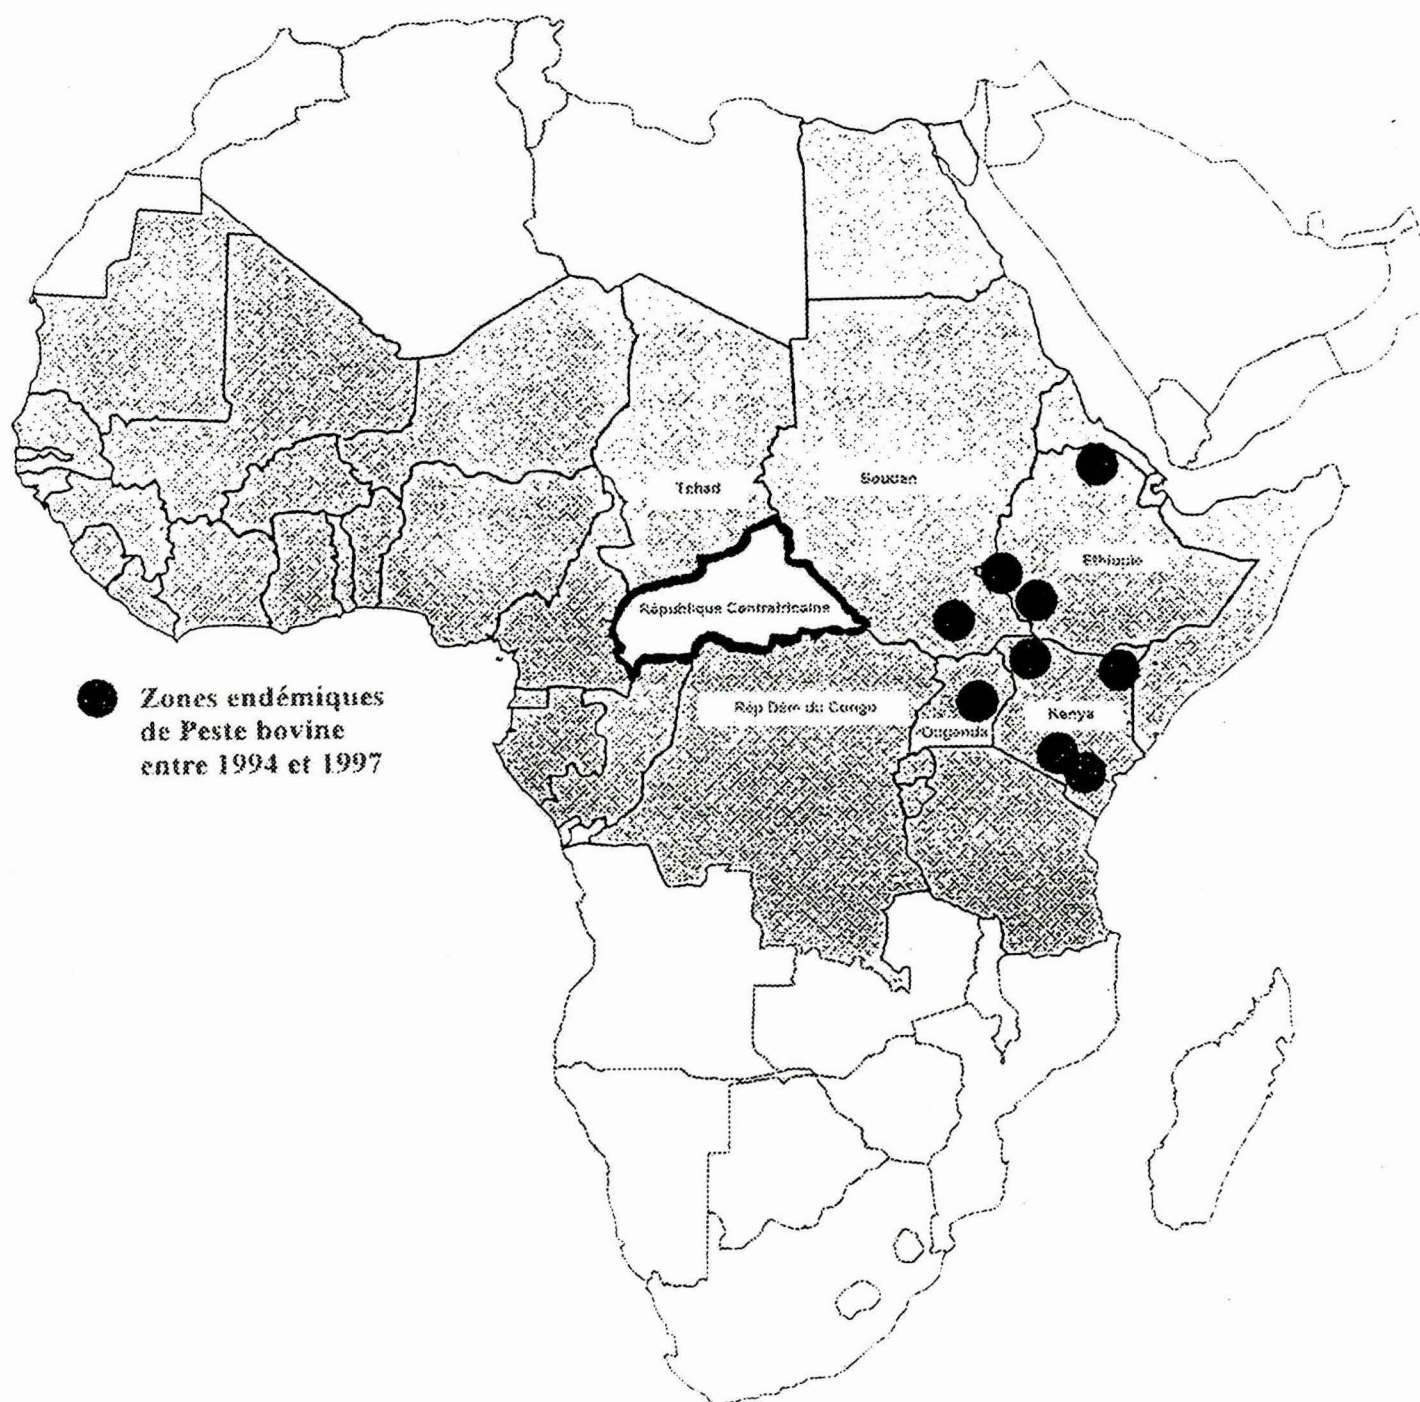 Tchad
Soudan
Ethiopie
République Centrafricaine
Zones endémiques
de Peste bovine
entre 1994 et 1997
Rép Dém du Congo
Kenya
Ouganda